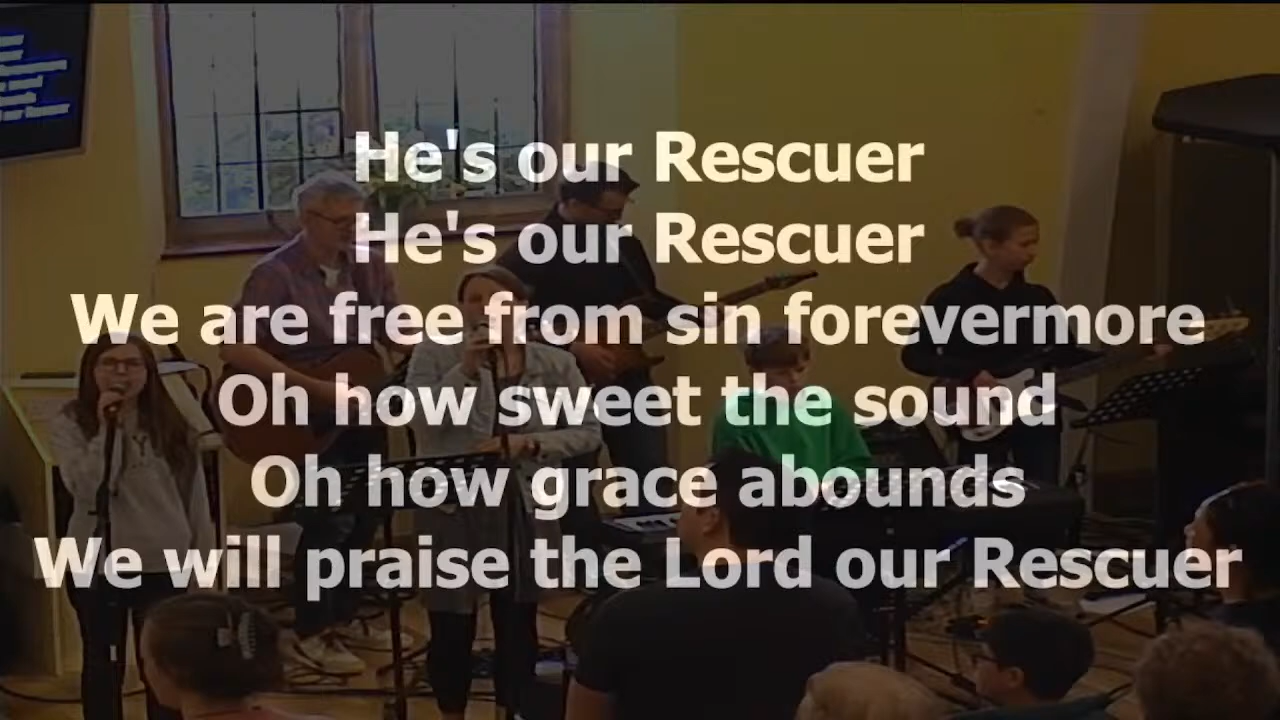 He's our Rescuer
He's our Rescuer
We are free from sin forevermore
Oh how sweet the sound
Oh how grace abounds
We will praise the Lord our Rescuer